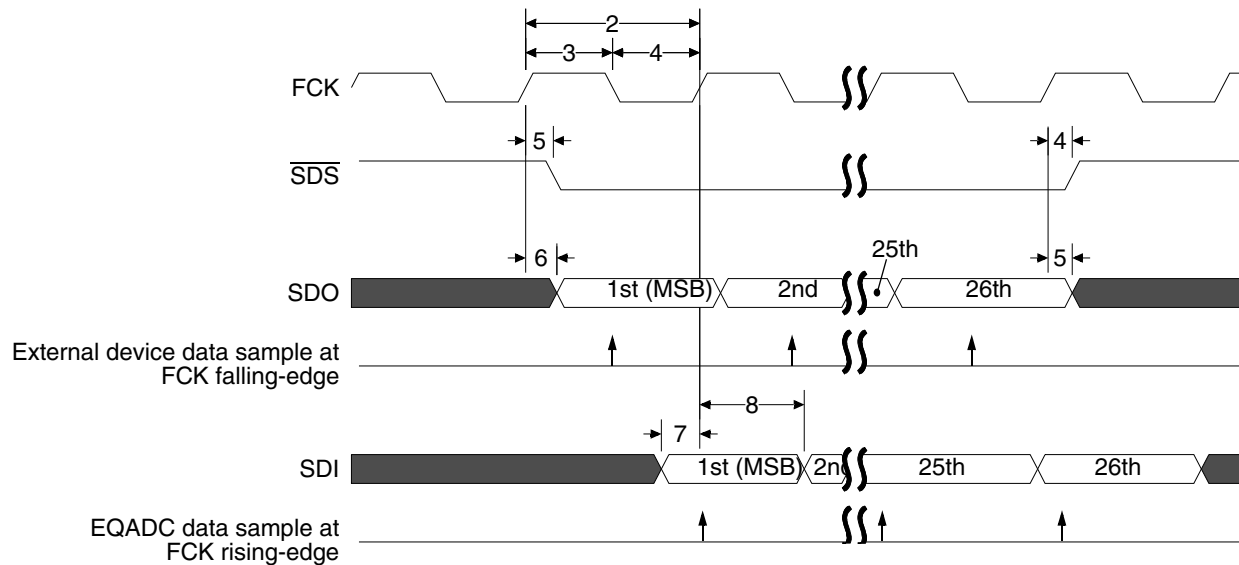 2
3 4
FCK
5 4
SDS
25th
6 5
SDO 1st (MSB) 2nd 26th
External device data sample at
FCK falling-edge
8
7
SDI 1st (MSB) 2nd 25th 26th
EQADC data sample at
FCK rising-edge